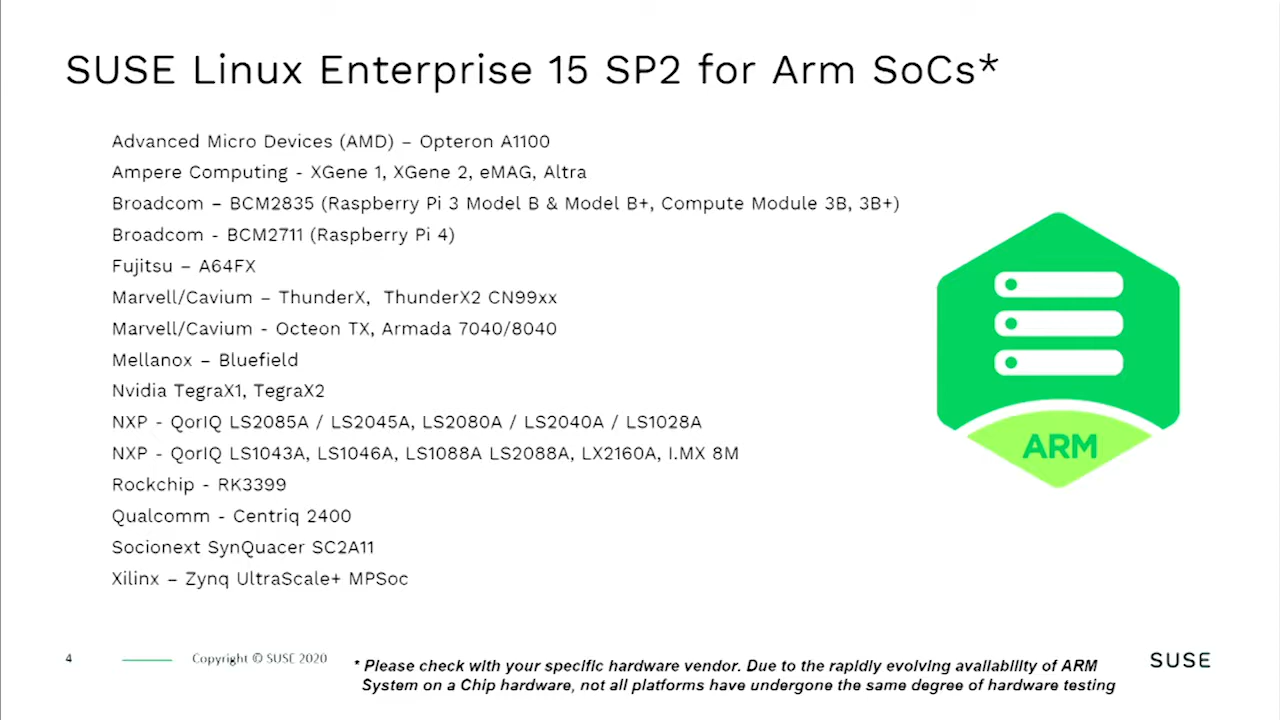 SUSE Linux Enterprise 15 SP2 for Arm SoCs*
Advanced Micro Devices (AMD) – Opteron A1100
Ampere Computing - XGene 1, XGene 2, eMAG, Altra
Broadcom – BCM2835 (Raspberry Pi 3 Model B & Model B+, Compute Module 3B, 3B+)
Broadcom - BCM2711 (Raspberry Pi 4)
Fujitsu – A64FX
Marvell/Cavium – ThunderX, ThunderX2 CN99xx
Marvell/Cavium - Octeon TX, Armada 7040/8040
Mellanox – Bluefield
Nvidia TegraX1, TegraX2
NXP - QorIQ LS2085A / LS2045A, LS2080A / LS2040A / LS1028A
NXP - QorIQ LS1043A, LS1046A, LS1088A LS2088A, LX2160A, I.MX 8M
Rockchip - RK3399
Qualcomm - Centriq 2400
Socionext SynQuacer SC2A11
Xilinx – Zynq UltraScale+ MPSoc
ARM
4
Copyright © SUSE 2020
* Please check with your specific hardware vendor. Due to the rapidly evolving availability of ARM
System on a Chip hardware, not all platforms have undergone the same degree of hardware testing
SUSE